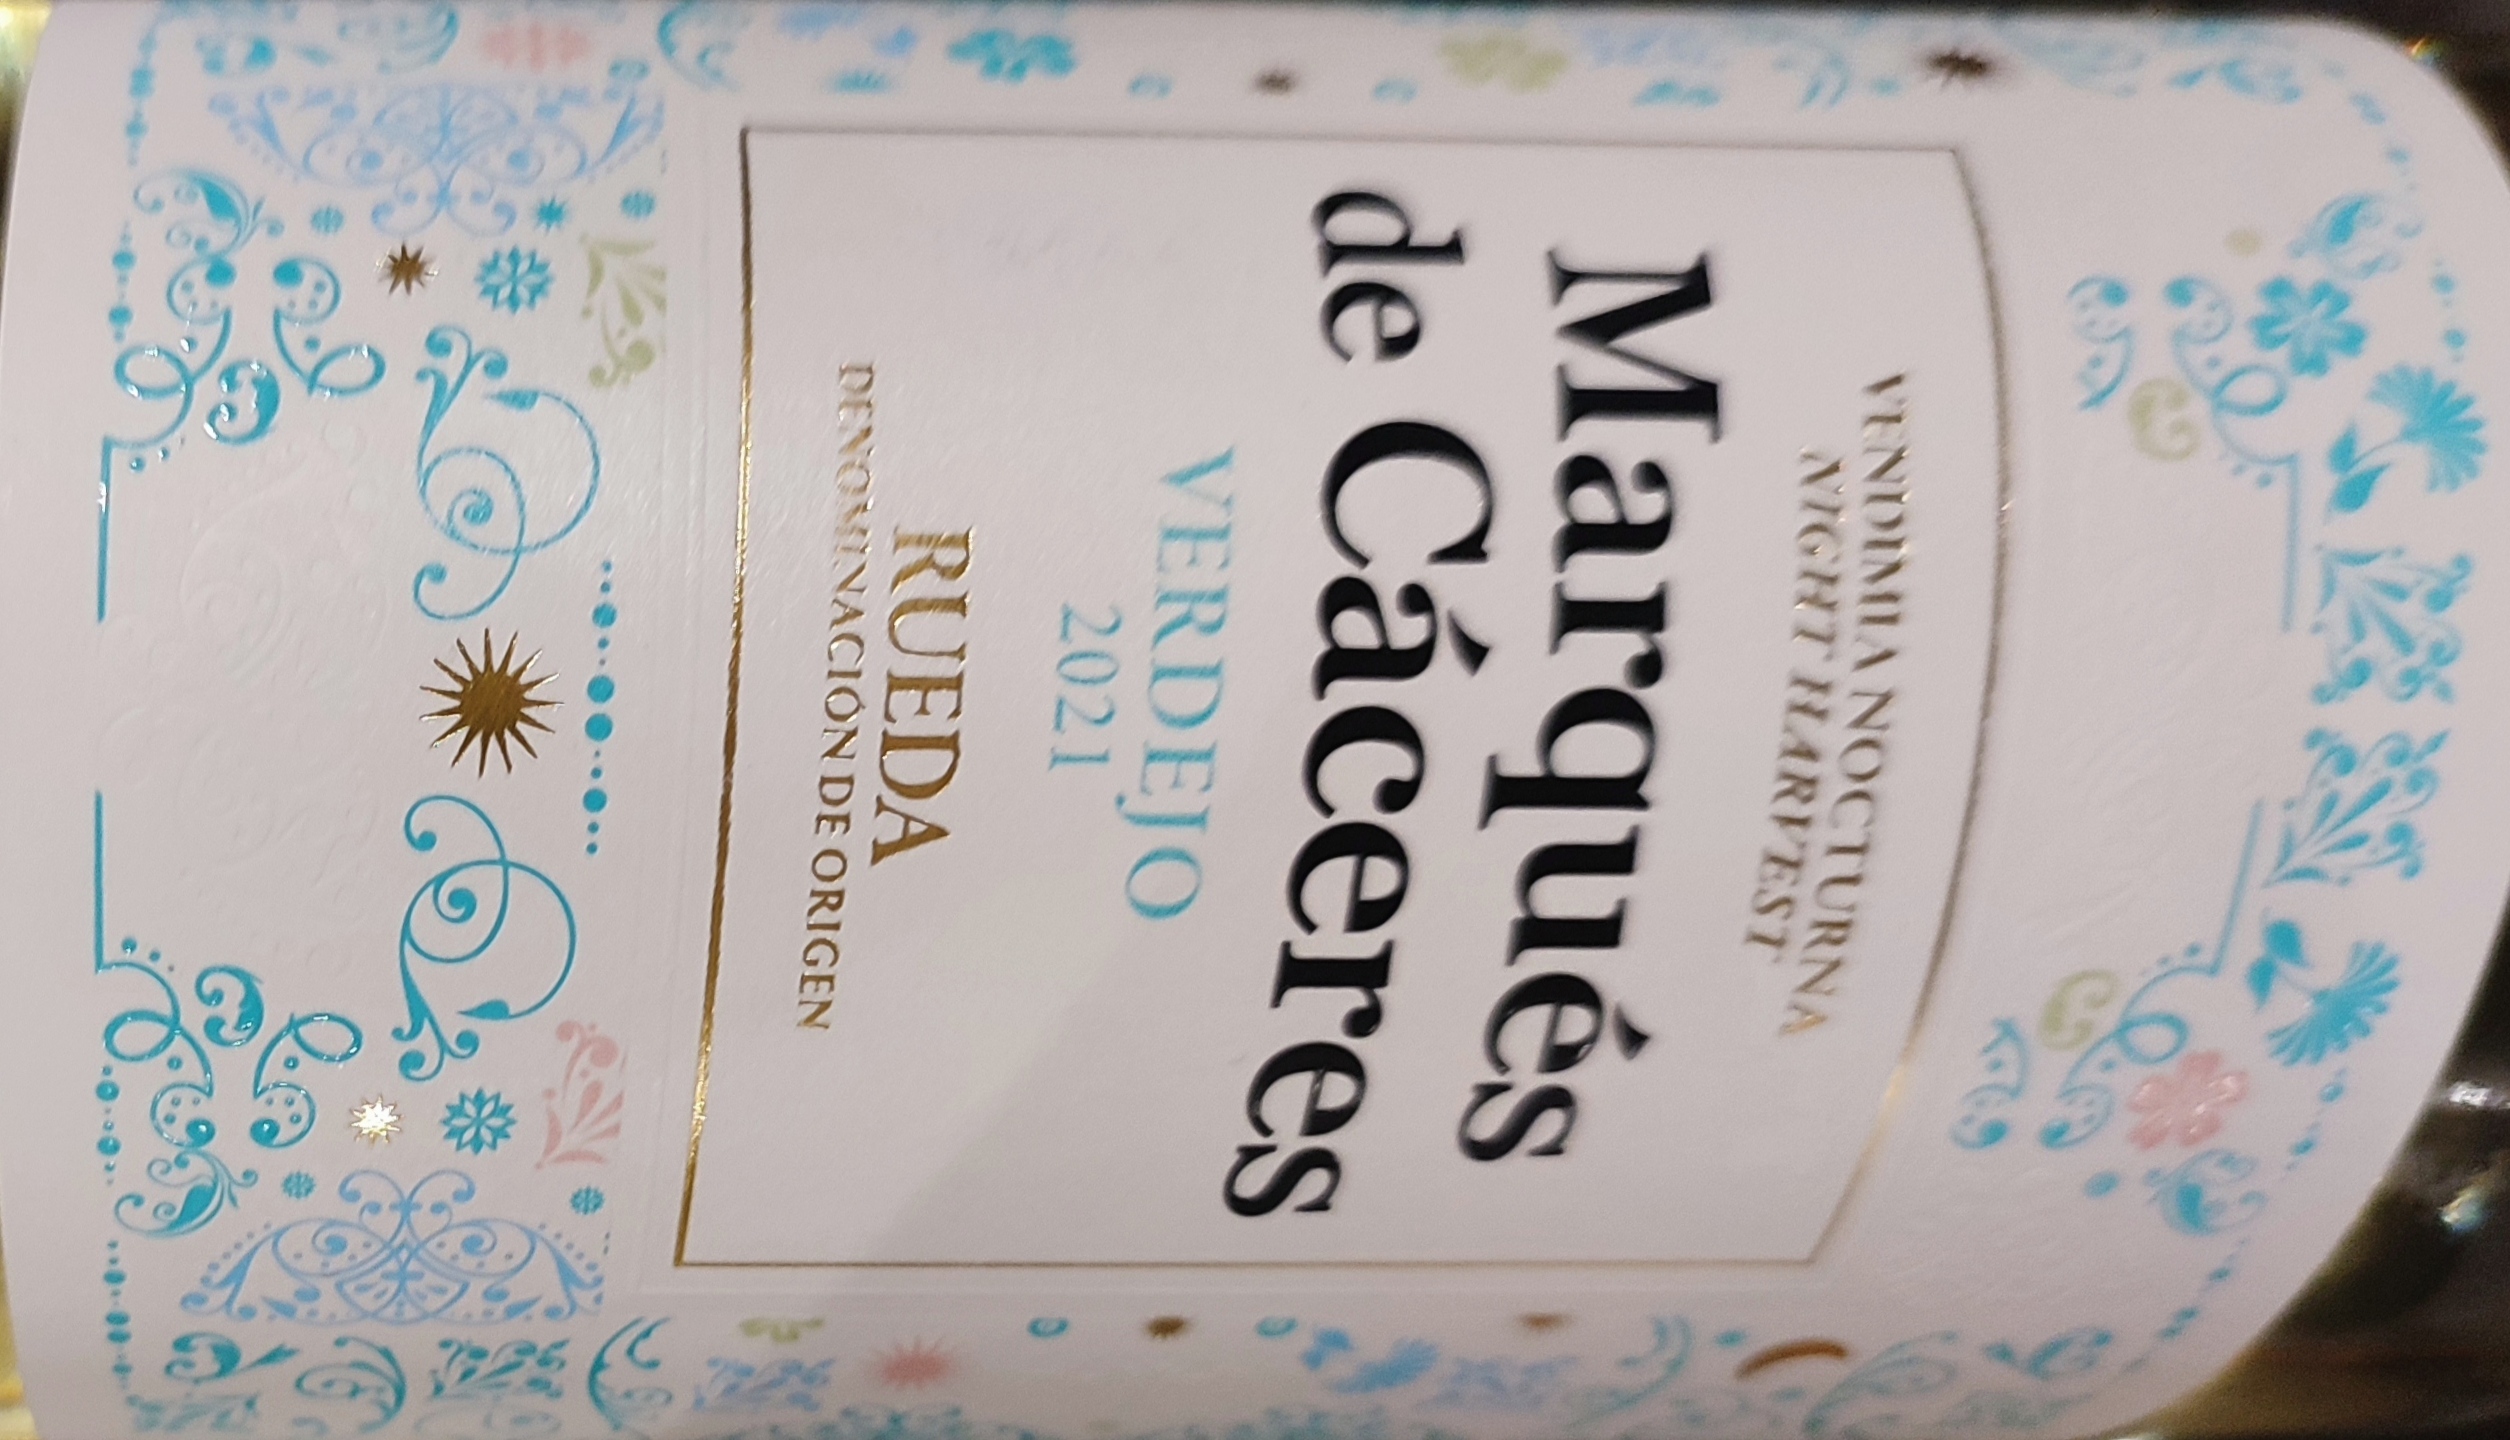 VENDIMIA NOCTURNA
NIGHT HARVEST
Marqués
de Cáceres
VERDEJO
2021
RUEDA
DENOMINACIÓN DE ORIGEN